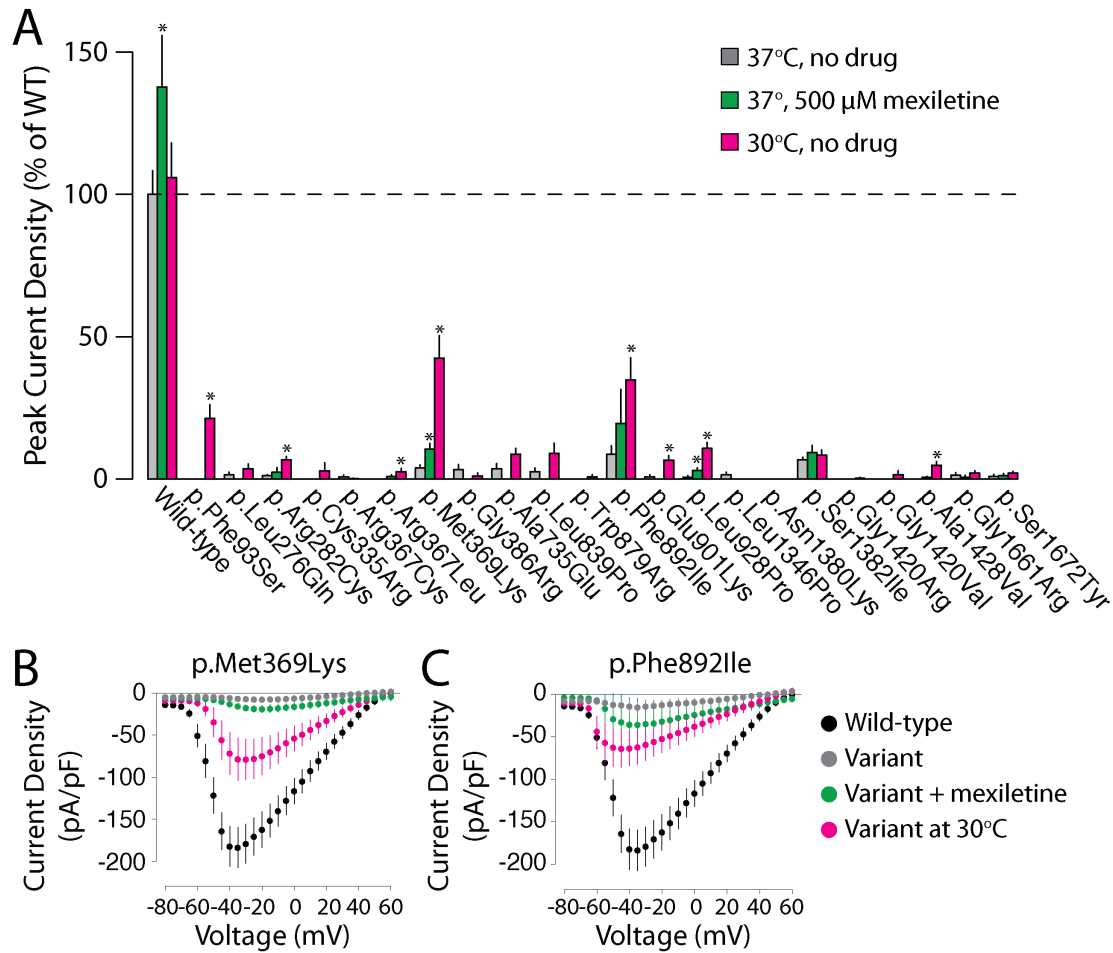 A
Peak Curent Density (% of WT)
150
100
50
0
37°C, no drug
37°, 500 µM mexiletine
30°C, no drug
*
*
*
*
*
*
*
*
*
*
*
Wild-type
p.Phe93Ser
p.Leu276Gln
p.Arg282Cys
p.Cys335Arg
p.Arg367Cys
p.Arg367Leu
p.Met369Lys
p.Gly386Arg
p.Ala735Glu
p.Leu839Pro
p.Trp879Arg
p.Phe892Ile
p.Glu901Lys
p.Leu928Pro
p.Leu1346Pro
p.Asn1380Lys
p.Ser1382Ile
p.Gly1420Arg
p.Gly1420Val
p.Ala1428Val
p.Gly1661Arg
p.Ser1672Tyr
B
p.Met369Lys
Current Density
(pA/pF)
0
-50
-100
-150
-200
-80 -60 -40 -20 0 20 40 60
Voltage (mV)
C
p.Phe892Ile
Current Density
(pA/pF)
0
-50
-100
-150
-200
-80 -60 -40 -20 0 20 40 60
Voltage (mV)
Wild-type
Variant
Variant + mexiletine
Variant at 30°C